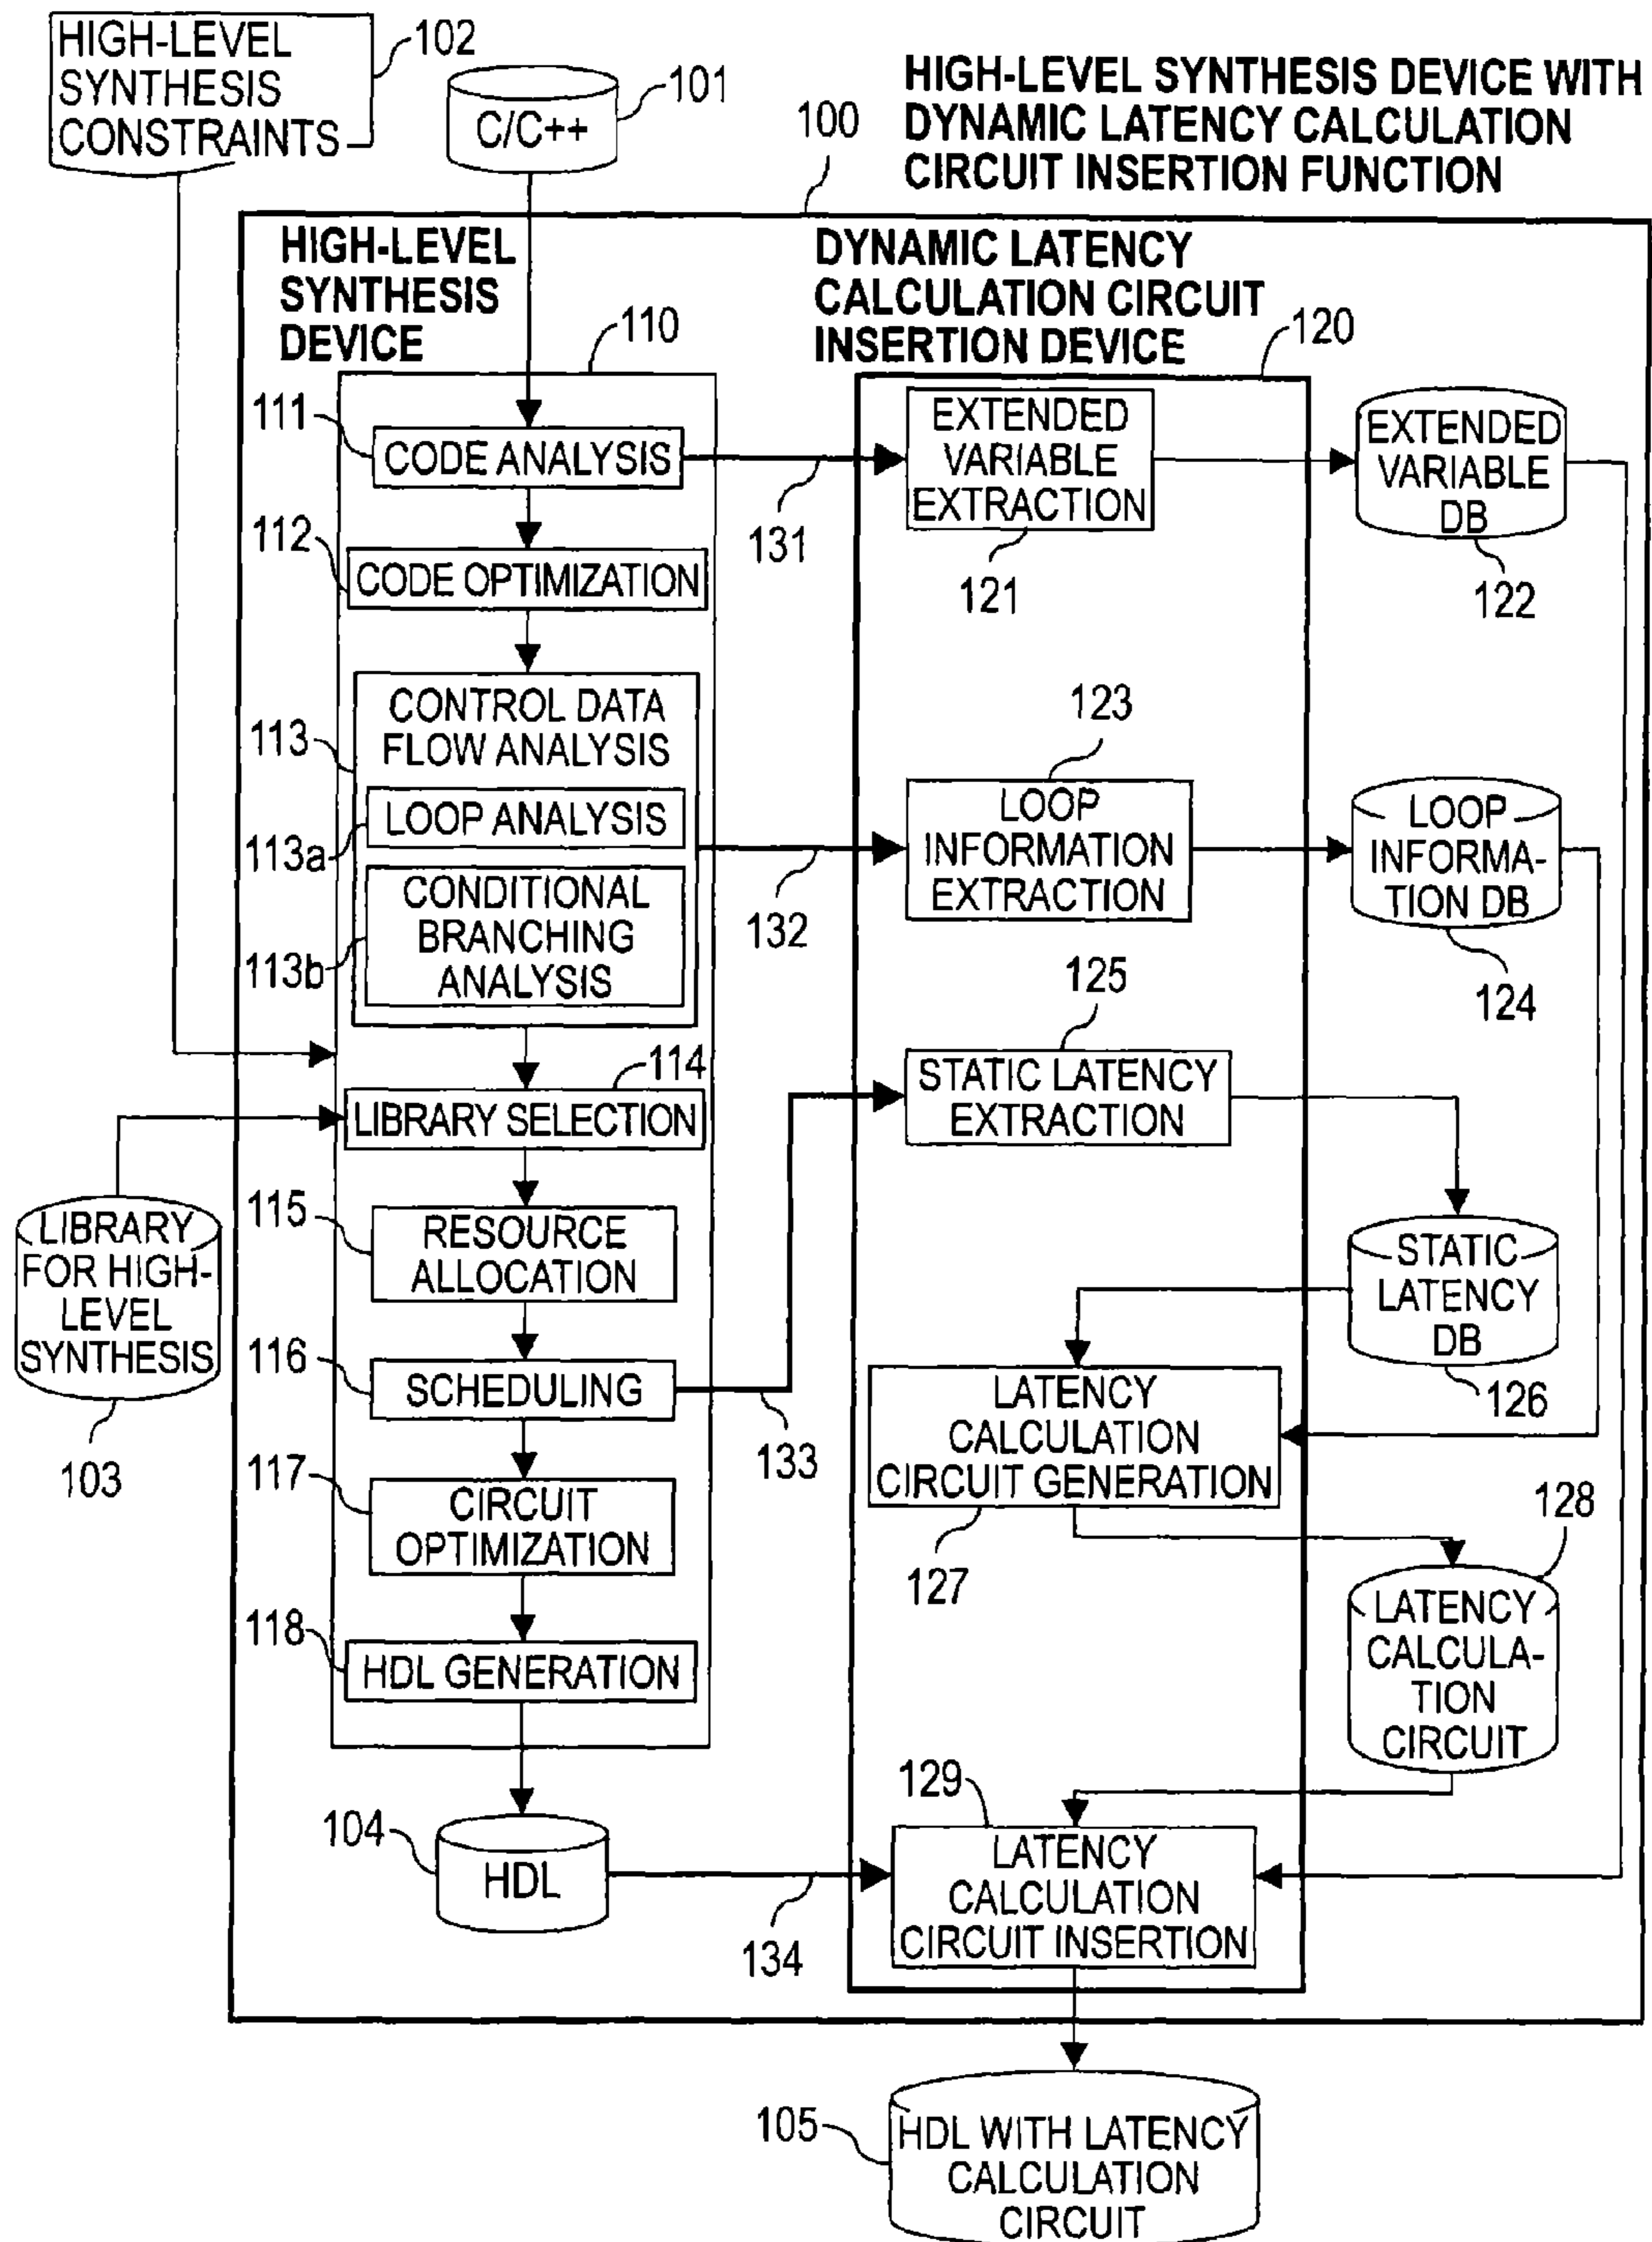 HIGH-LEVEL
SYNTHESIS
CONSTRAINTS
102
C/C++
101
100
HIGH-LEVEL SYNTHESIS DEVICE WITH
DYNAMIC LATENCY CALCULATION
CIRCUIT INSERTION FUNCTION
HIGH-LEVEL
SYNTHESIS
DEVICE
110
DYNAMIC LATENCY
CALCULATION CIRCUIT
INSERTION DEVICE
120
111
CODE ANALYSIS
131
EXTENDED
VARIABLE
EXTRACTION
121
EXTENDED
VARIABLE
DB
122
112
CODE OPTIMIZATION
113
CONTROL DATA
FLOW ANALYSIS
113a
LOOP ANALYSIS
113b
CONDITIONAL
BRANCHING
ANALYSIS
132
123
LOOP
INFORMATION
EXTRACTION
LOOP
INFORMA-
TION DB
124
114
LIBRARY SELECTION
125
STATIC LATENCY
EXTRACTION
LIBRARY
FOR HIGH-
LEVEL
SYNTHESIS
103
115
RESOURCE
ALLOCATION
STATIC
LATENCY
DB
126
116
SCHEDULING
133
LATENCY
CALCULATION
CIRCUIT GENERATION
127
117
CIRCUIT
OPTIMIZATION
128
LATENCY
CALCULA-
TION
CIRCUIT
118
HDL GENERATION
104
HDL
134
129
LATENCY
CALCULATION
CIRCUIT INSERTION
105
HDL WITH LATENCY
CALCULATION
CIRCUIT